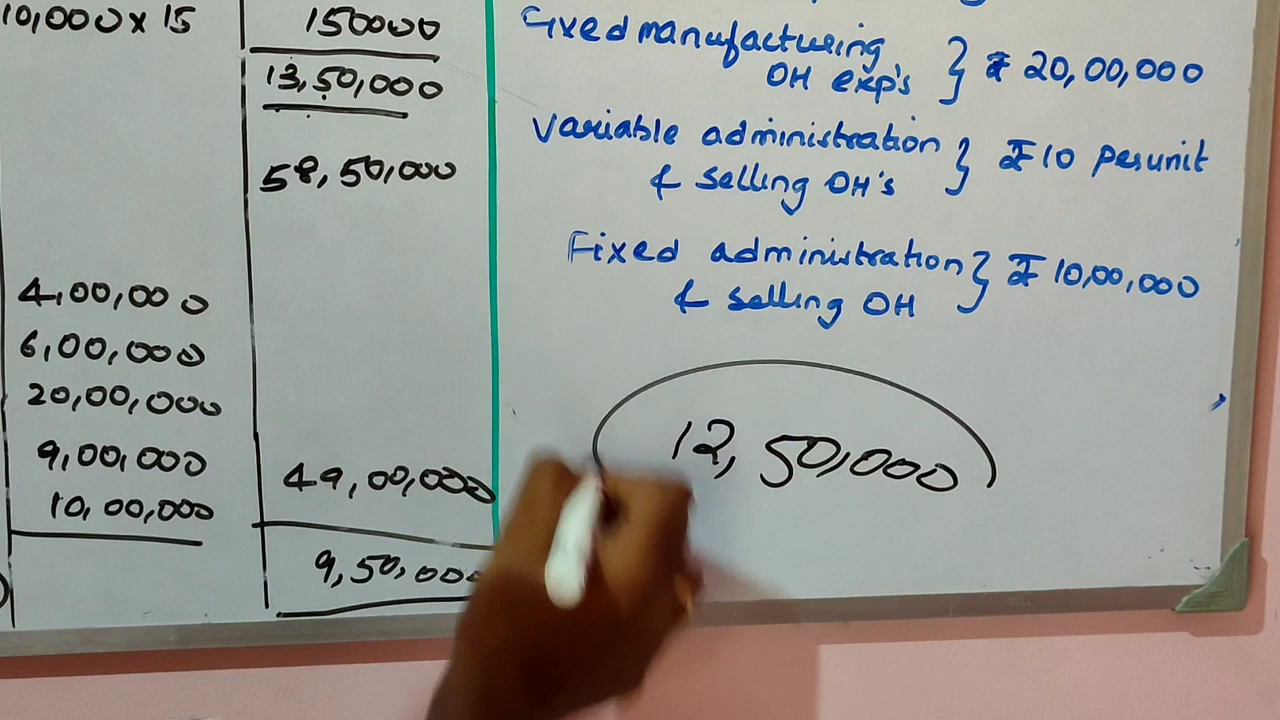 10,000 x 15 150000
13,50,000
58,50,000
4,00,000
6,00,000
20,00,000
9,00,000 49,00,000
10,00,000
9,50,000
Fixed manufacturing
OH exp's } ₹ 20,00,000
Variable administration
& selling OH's } ₹ 10 per unit
Fixed administration
& selling OH } ₹ 10,00,000
12,50,000